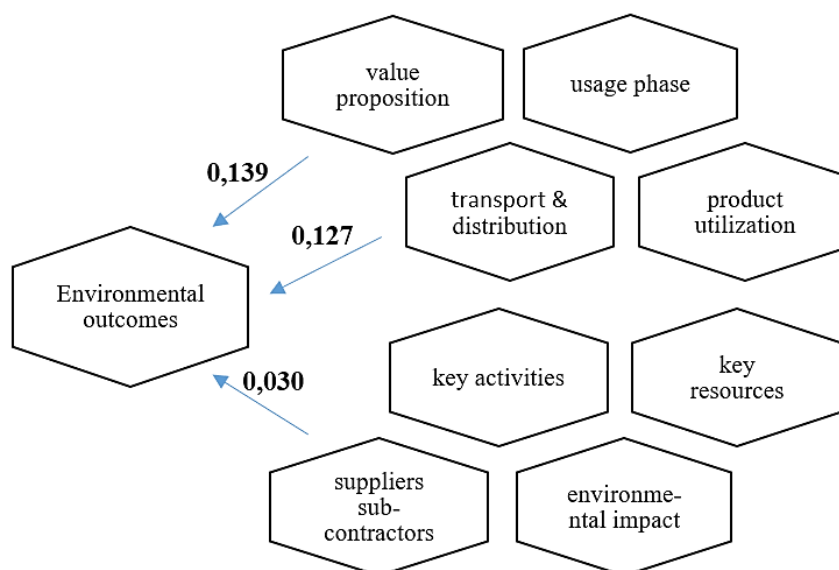 value
proposition
usage phase
0,139
transport &
distribution
product
utilization
0,127
Environmental
outcomes
key activities
key
resources
0,030
suppliers
sub-
contractors
environme-
ntal impact